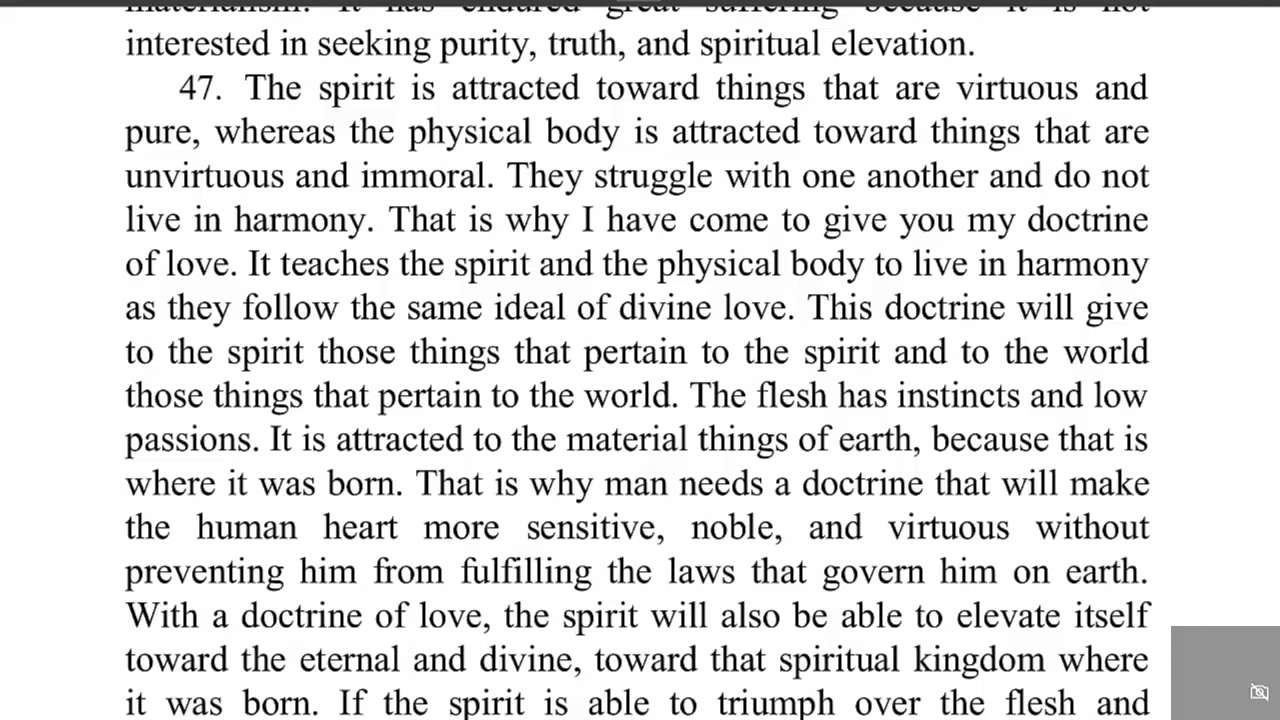 materialism. It has endured great suffering because it is not
interested in seeking purity, truth, and spiritual elevation.
47. The spirit is attracted toward things that are virtuous and
pure, whereas the physical body is attracted toward things that are
unvirtuous and immoral. They struggle with one another and do not
live in harmony. That is why I have come to give you my doctrine
of love. It teaches the spirit and the physical body to live in harmony
as they follow the same ideal of divine love. This doctrine will give
to the spirit those things that pertain to the spirit and to the world
those things that pertain to the world. The flesh has instincts and low
passions. It is attracted to the material things of earth, because that is
where it was born. That is why man needs a doctrine that will make
the human heart more sensitive, noble, and virtuous without
preventing him from fulfilling the laws that govern him on earth.
With a doctrine of love, the spirit will also be able to elevate itself
toward the eternal and divine, toward that spiritual kingdom where
it was born. If the spirit is able to triumph over the flesh and